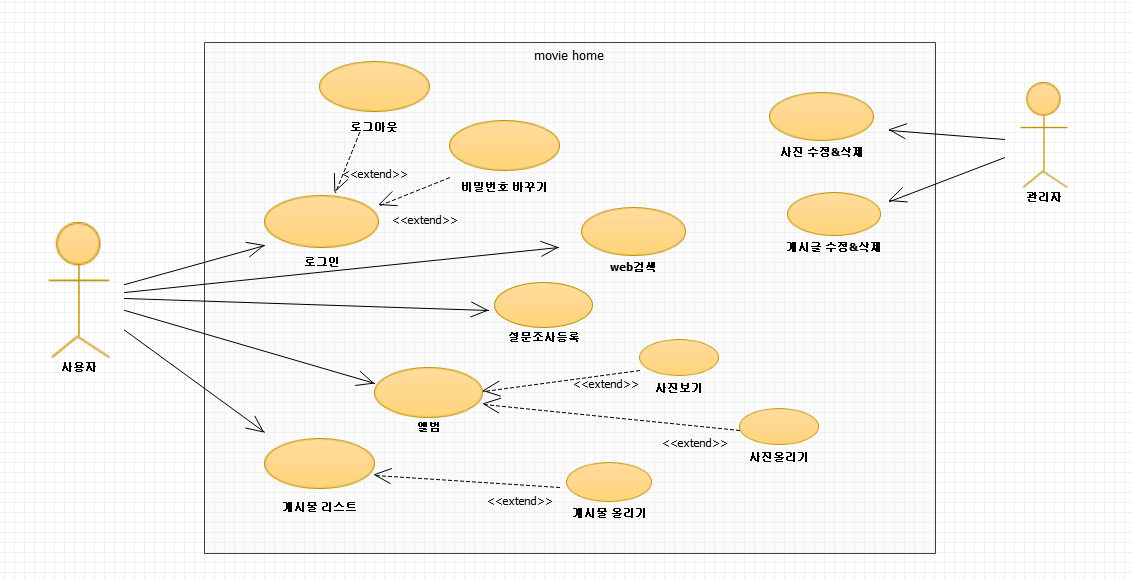 movie home
로그아웃
<<extend>>
비밀번호 바꾸기
<<extend>>
로그인
사진 수정&삭제
관리자
게시글 수정&삭제
web검색
설문조사등록
사용자
<<extend>>
사진보기
앨범
<<extend>>
사진올리기
게시물 리스트
<<extend>>
게시물 올리기